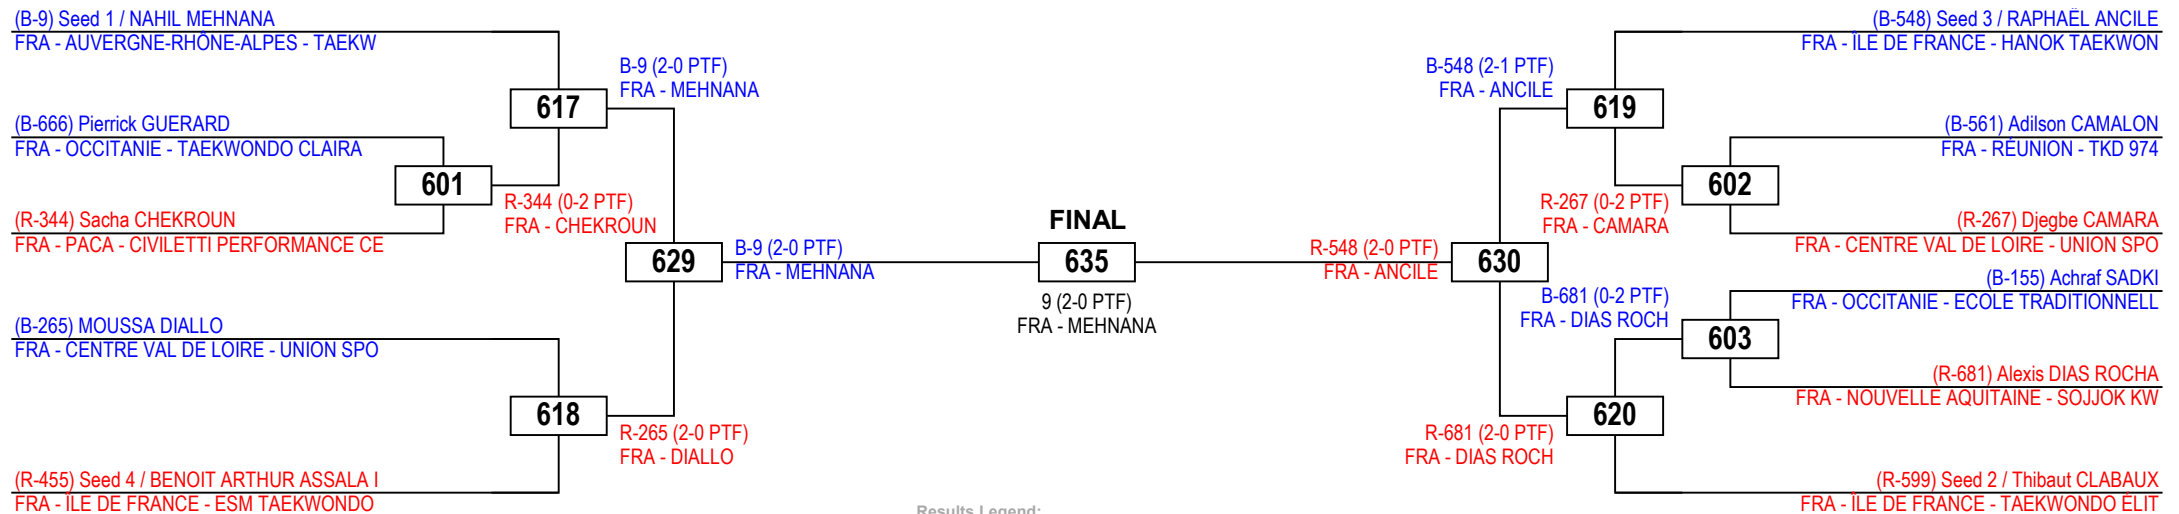 (B-9) Seed 1 / NAHIL MEHNANA
FRA - AUVERGNE-RHÔNE-ALPES - TAEKW
(B-666) Pierrick GUERARD
FRA - OCCITANIE - TAEKWONDO CLAIRA
(R-344) Sacha CHEKROUN
FRA - PACA - CIVILETTI PERFORMANCE CE
(B-265) MOUSSA DIALLO
FRA - CENTRE VAL DE LOIRE - UNION SPO
(R-455) Seed 4 / BENOIT ARTHUR ASSALA I
FRA - ÎLE DE FRANCE - ESM TAEKWONDO
601
617
618
R-344 (0-2 PTF)
FRA - CHEKROUN
B-9 (2-0 PTF)
FRA - MEHNANA
R-265 (2-0 PTF)
FRA - DIALLO
629
B-9 (2-0 PTF)
FRA - MEHNANA
FINAL
635
9 (2-0 PTF)
FRA - MEHNANA
R-548 (2-0 PTF)
FRA - ANCILE
630
B-548 (2-1 PTF)
FRA - ANCILE
R-681 (2-0 PTF)
FRA - DIAS ROCH
619
620
R-267 (0-2 PTF)
FRA - CAMARA
B-681 (0-2 PTF)
FRA - DIAS ROCH
602
603
(B-548) Seed 3 / RAPHAËL ANCILE
FRA - ÎLE DE FRANCE - HANOK TAEKWON
(B-561) Adilson CAMALON
FRA - RÉUNION - TKD 974
(R-267) Djegbe CAMARA
FRA - CENTRE VAL DE LOIRE - UNION SPO
(B-155) Achraf SADKI
FRA - OCCITANIE - ECOLE TRADITIONNELL
(R-681) Alexis DIAS ROCHA
FRA - NOUVELLE AQUITAINE - SOJJOK KW
(R-599) Seed 2 / Thibaut CLABAUX
FRA - ÎLE DE FRANCE - TAEKWONDO ÉLIT
Results Legend: